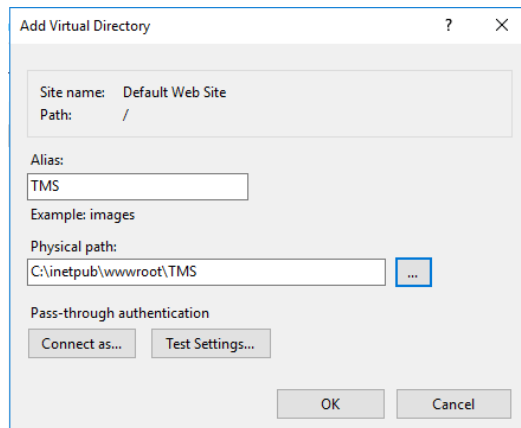 Add Virtual Directory
?
Site name: Default Web Site
Path: /
Alias:
TMS
Example: images
Physical path:
C:\inetpub\wwwroot\TMS
...
Pass-through authentication
Connect as... Test Settings...
OK Cancel